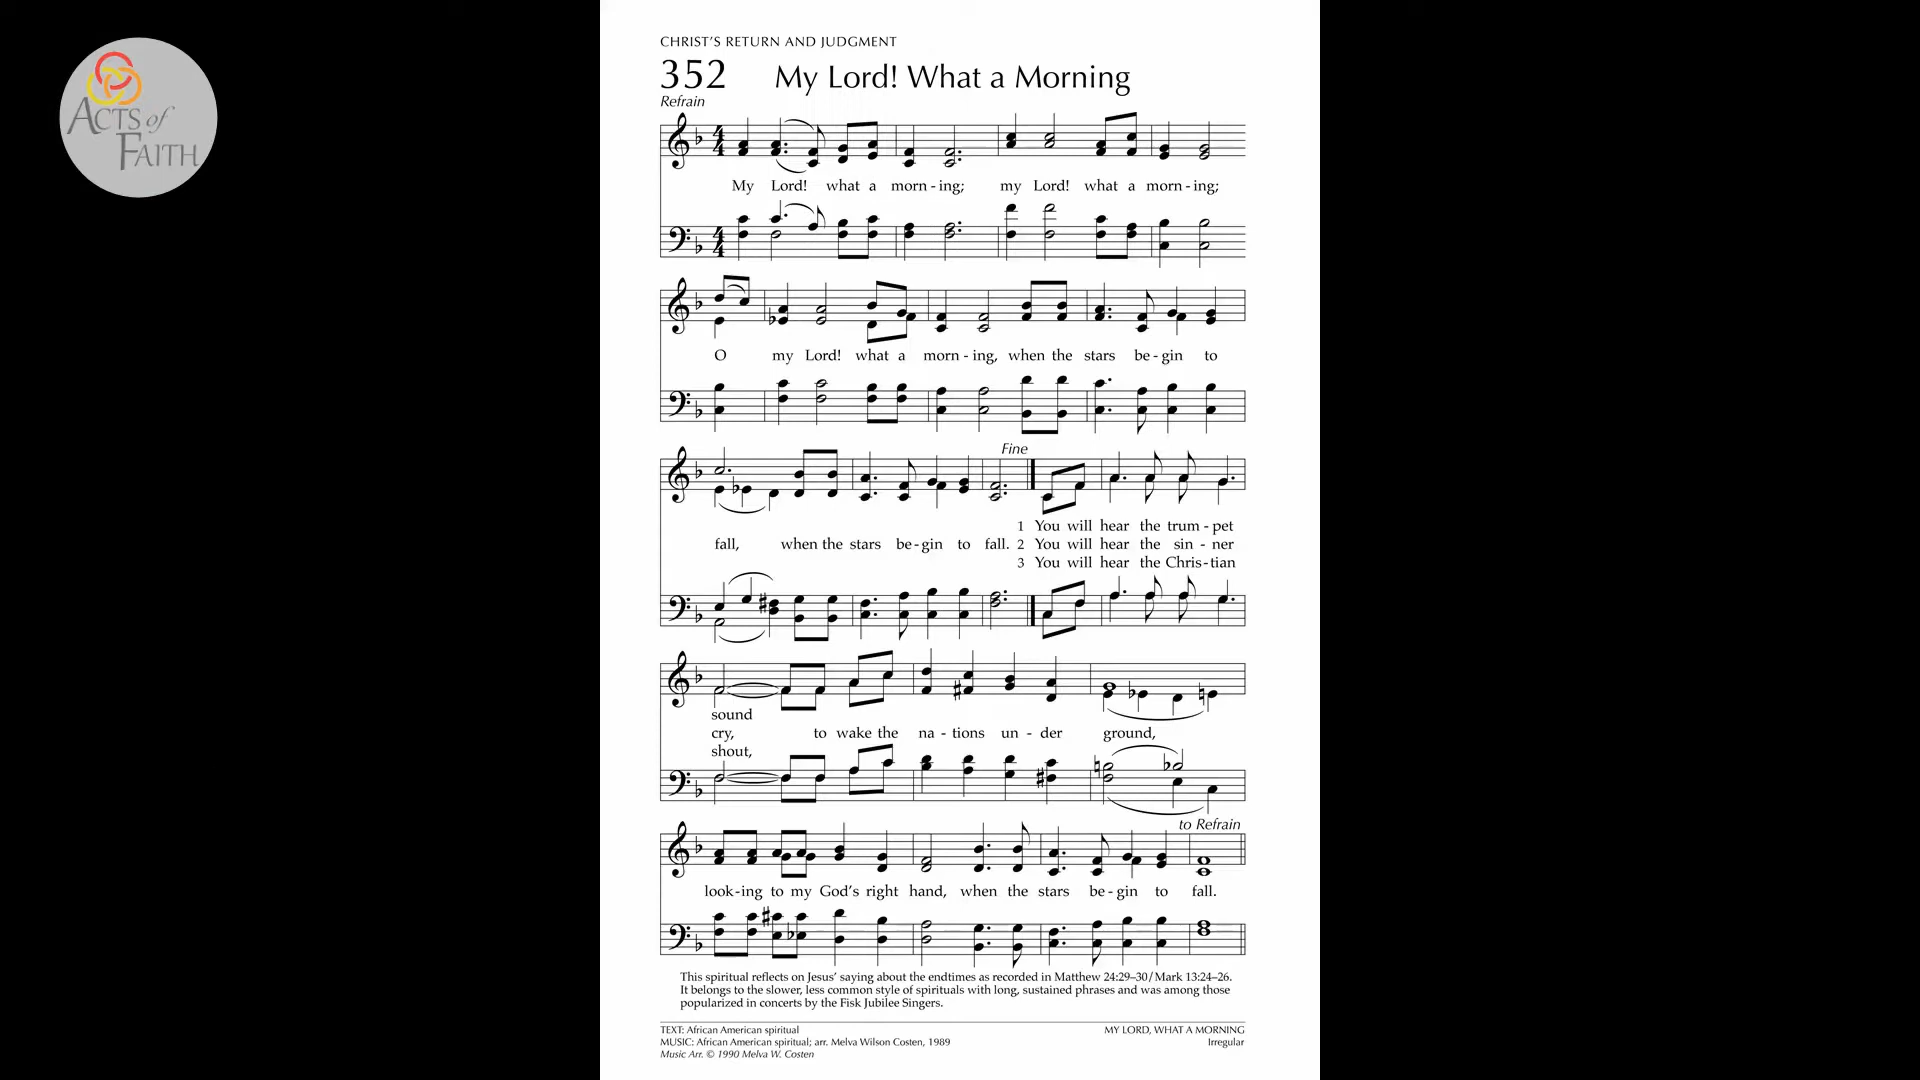 ACTS of
FAITH
CHRIST'S RETURN AND JUDGMENT
352 My Lord! What a Morning
Refrain
My Lord! what a morn - ing; my Lord! what a morn - ing;
O my Lord! what a morn - ing, when the stars be - gin to
Fine
1 You will hear the trum - pet
fall, when the stars be - gin to fall. 2 You will hear the sin - ner
3 You will hear the Chris - tian
sound
cry, to wake the na - tions un - der ground,
shout,
to Refrain
look - ing to my God's right hand, when the stars be - gin to fall.
This spiritual reflects on Jesus' saying about the endtimes as recorded in Matthew 24:29–30/Mark 13:24–26.
It belongs to the slower, less common style of spirituals with long, sustained phrases and was among those
popularized in concerts by the Fisk Jubilee Singers.
TEXT: African American spiritual MY LORD, WHAT A MORNING
MUSIC: African American spiritual; arr. Melva Wilson Costen, 1989 Irregular
Music Arr. © 1990 Melva W. Costen